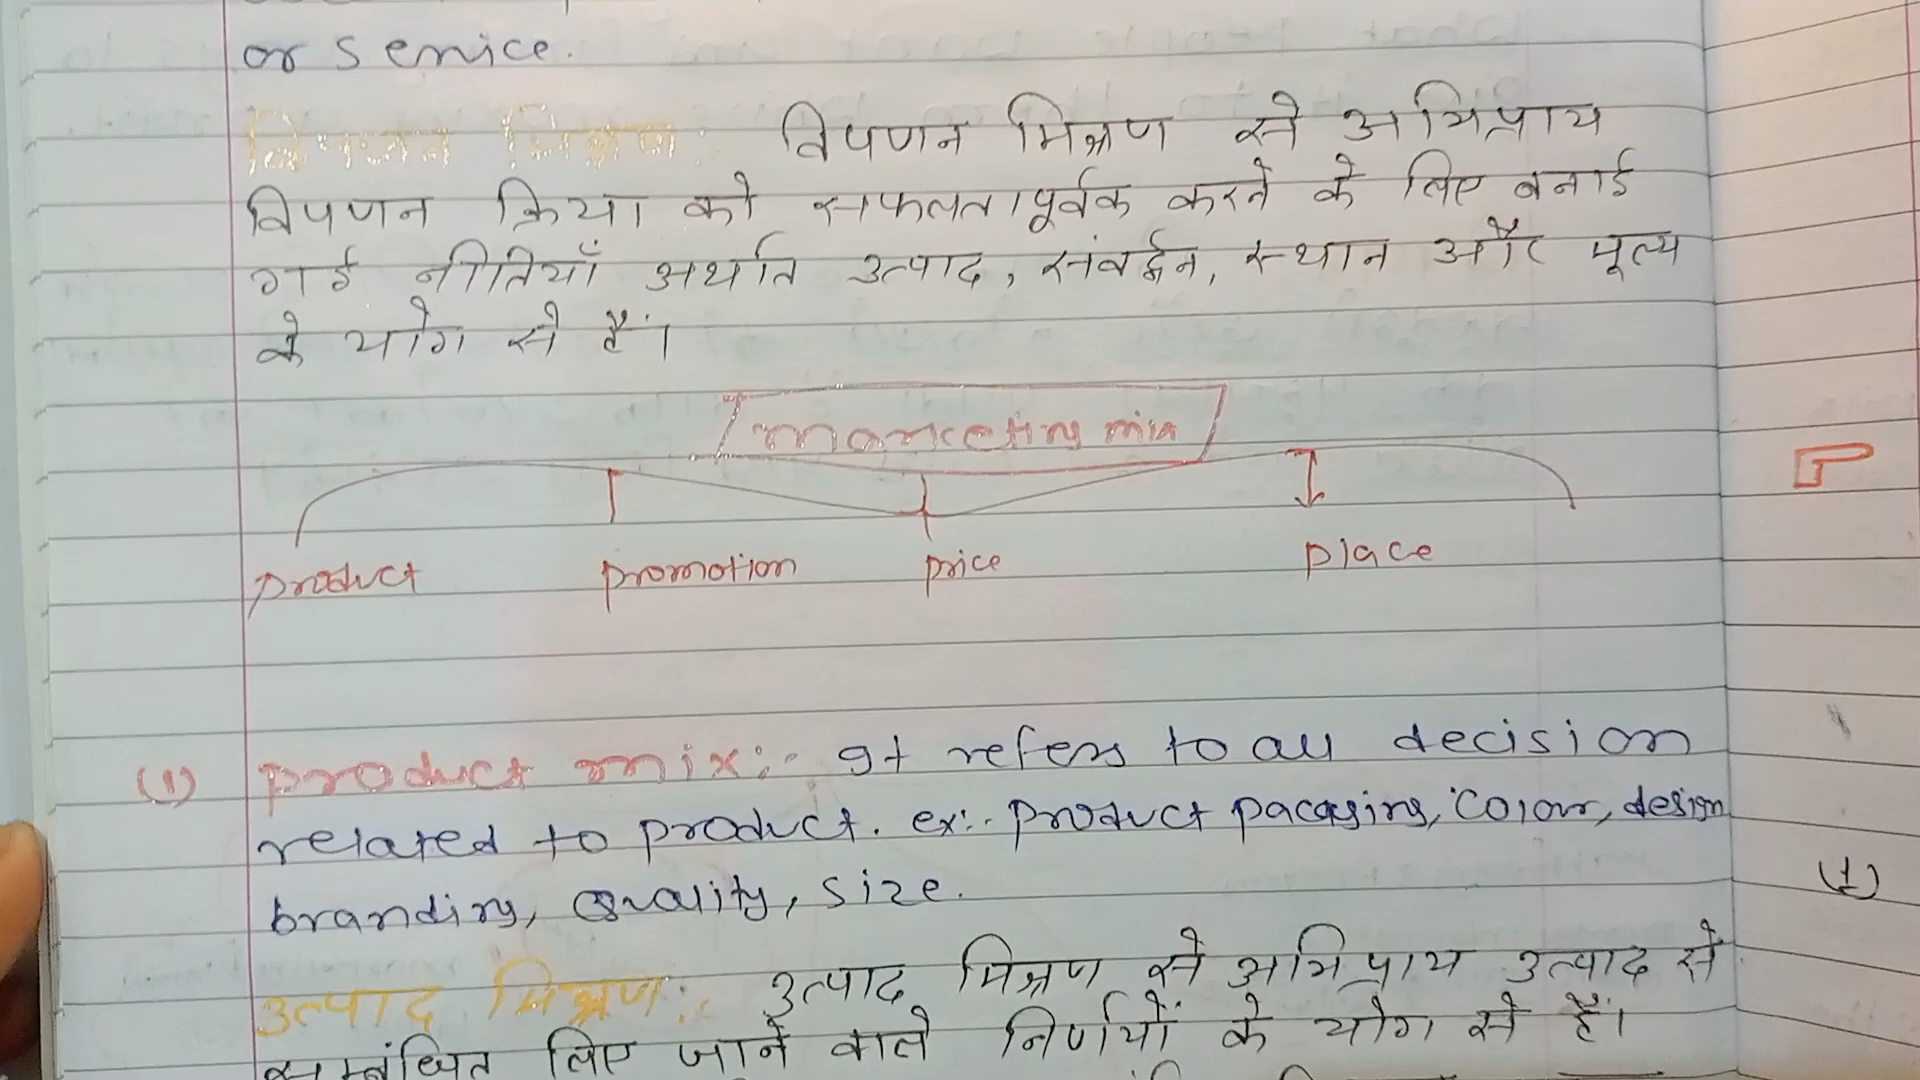 or service.
विपणन मिश्रण: विपणन मिश्रण से अभिप्राय
विपणन क्रिया को सफलतापूर्वक करने के लिए बनाई
गई नीतियाँ अर्थात उत्पाद, संवर्द्धन, स्थान और मूल्य
के योग से हैं।
marketing mix
product promotion price place
(1) product mix:- It refers to all decision
related to product. ex:- product pacaging, colour, design
branding, Quality, size.
उत्पाद मिश्रण:- उत्पाद मिश्रण से अभिप्राय उत्पाद से
सम्बंधित लिए जाने वाले निर्णयों के योग से हैं।